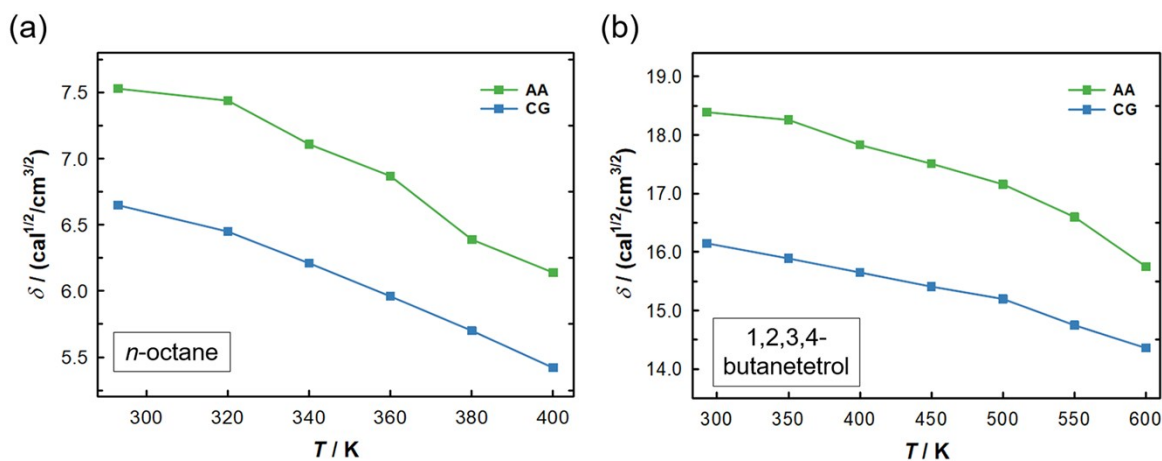 (a)
δ / (cal1/2/cm3/2)
7.5
7.0
6.5
6.0
5.5
AA
CG
n-octane
300 320 340 360 380 400
T / K
(b)
δ / (cal1/2/cm3/2)
19.0
18.0
17.0
16.0
15.0
14.0
AA
CG
1,2,3,4-
butanetetrol
300 350 400 450 500 550 600
T / K